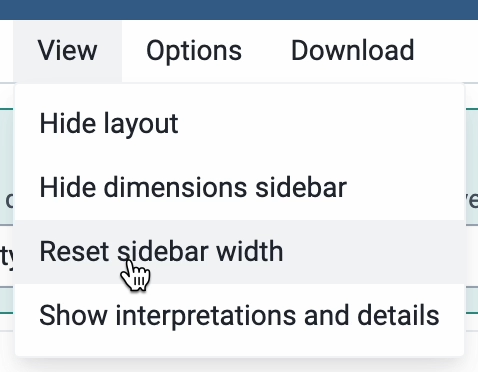 View Options Download
Hide layout
Hide dimensions sidebar
Reset sidebar width
Show interpretations and details